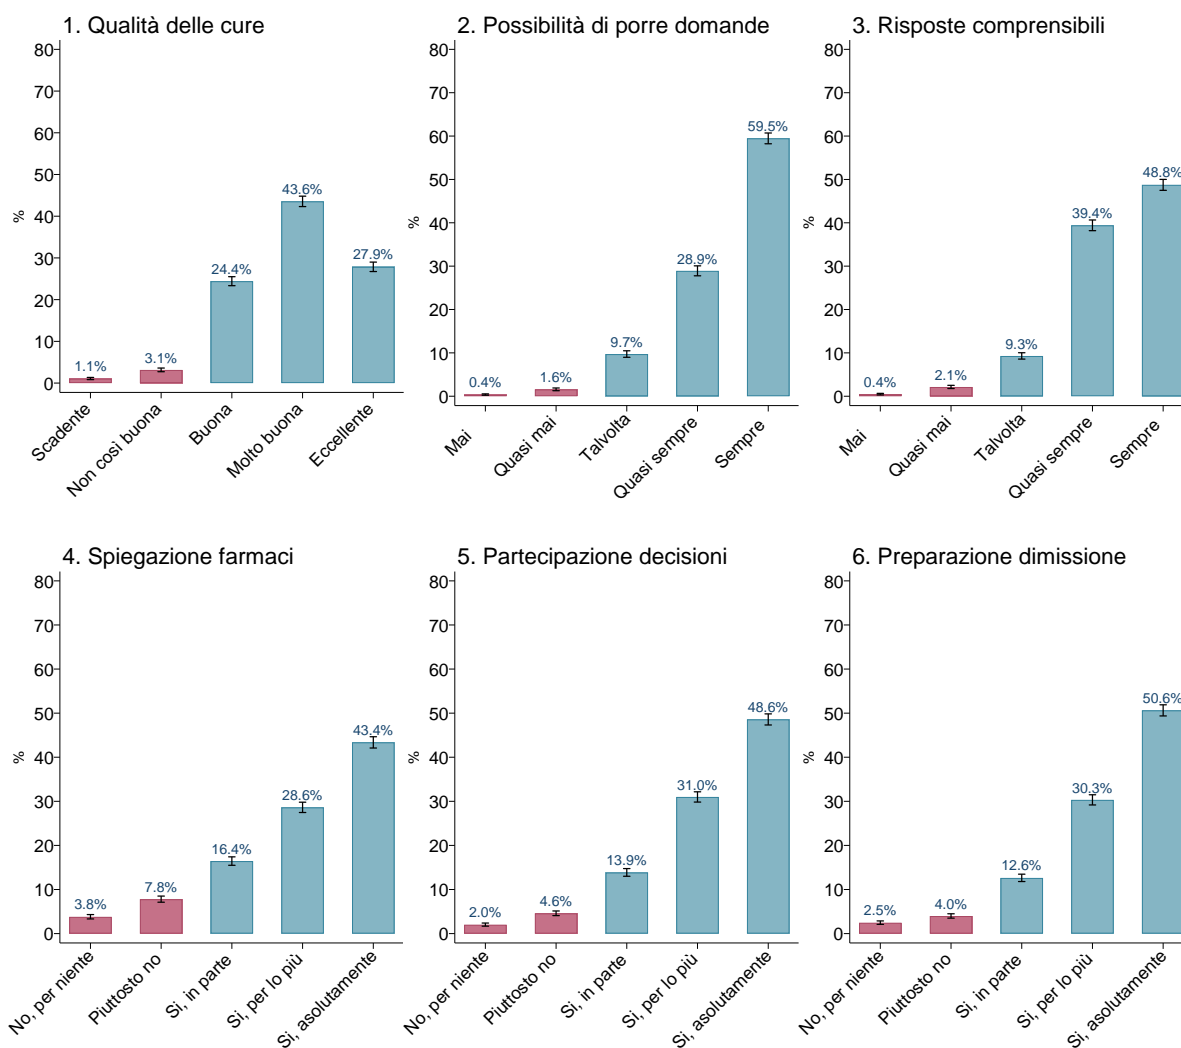 1. Qualità delle cure
80
70
60
50
40
30
20
10
0
%
1.1%
3.1%
24.4%
43.6%
27.9%
Scadente
Non così buona
Buona
Molto buona
Eccellente
2. Possibilità di porre domande
80
70
60
50
40
30
20
10
0
%
0.4%
1.6%
9.7%
28.9%
59.5%
Mai
Quasi mai
Talvolta
Quasi sempre
Sempre
3. Risposte comprensibili
80
70
60
50
40
30
20
10
0
%
0.4%
2.1%
9.3%
39.4%
48.8%
Mai
Quasi mai
Talvolta
Quasi sempre
Sempre
4. Spiegazione farmaci
80
70
60
50
40
30
20
10
0
%
3.8%
7.8%
16.4%
28.6%
43.4%
No, per niente
Piuttosto no
Si, in parte
Si, per lo più
Si, asolutamente
5. Partecipazione decisioni
80
70
60
50
40
30
20
10
0
%
2.0%
4.6%
13.9%
31.0%
48.6%
No, per niente
Piuttosto no
Si, in parte
Si, per lo più
Si, asolutamente
6. Preparazione dimissione
80
70
60
50
40
30
20
10
0
%
2.5%
4.0%
12.6%
30.3%
50.6%
No, per niente
Piuttosto no
Si, in parte
Si, per lo più
Si, asolutamente